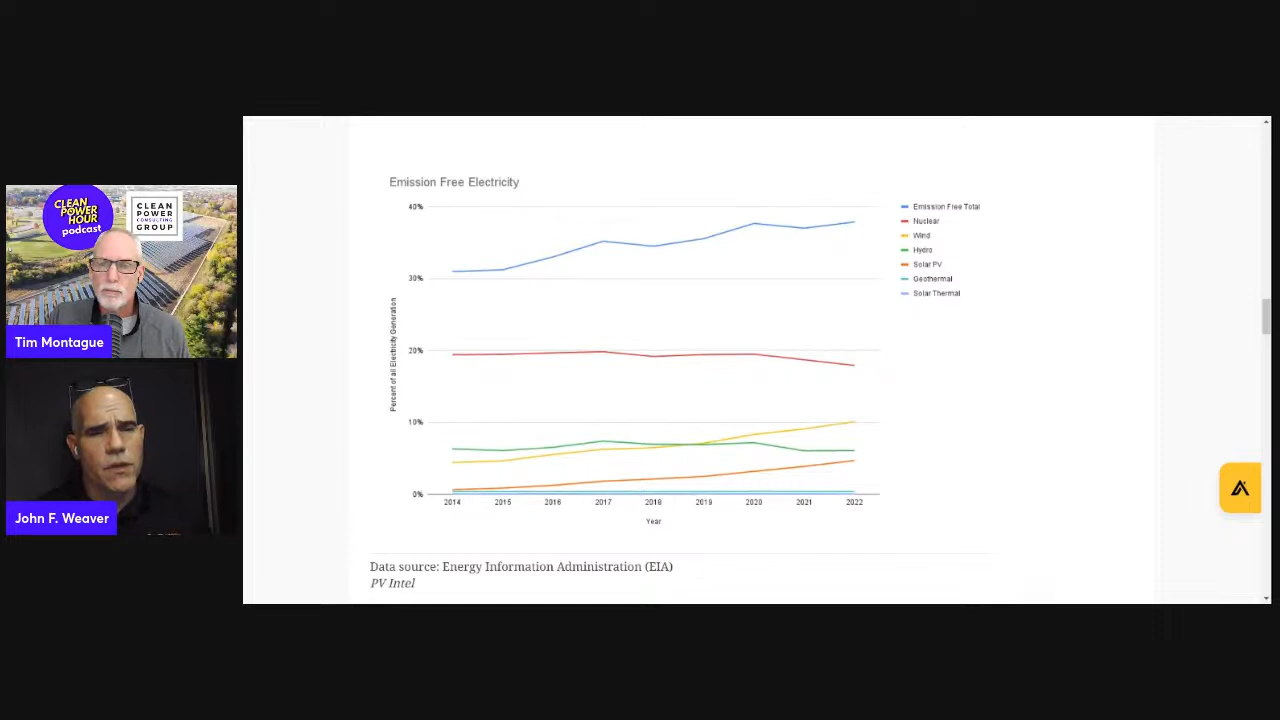 CLEAN
POWER
HOUR
podcast
CLEAN
POWER
CONSULTING
GROUP
Tim Montague
John F. Weaver
Emission Free Electricity
Percent of all Electricity Generation
40%
30%
20%
10%
0%
2014 2015 2016 2017 2018 2019 2020 2021 2022
Year
Emission Free Total
Nuclear
Wind
Hydro
Solar PV
Geothermal
Solar Thermal
Data source: Energy Information Administration (EIA)
PV Intel